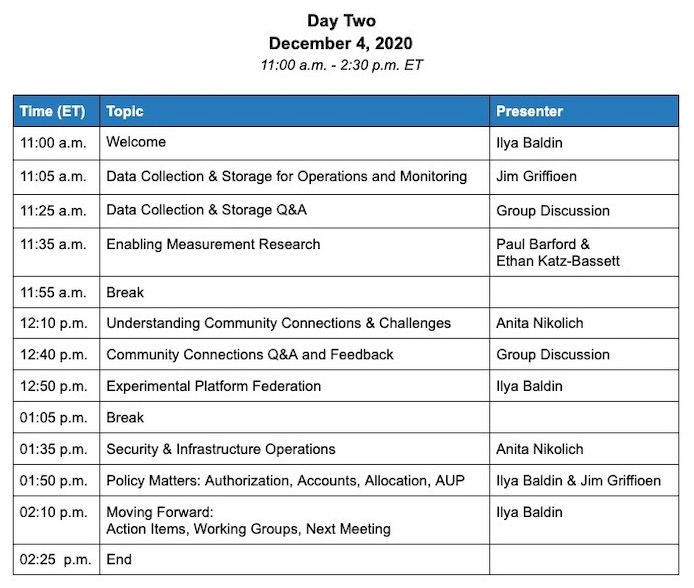 Day Two
December 4, 2020
11:00 a.m. - 2:30 p.m. ET
Time (ET) Topic Presenter
11:00 a.m. Welcome Ilya Baldin
11:05 a.m. Data Collection & Storage for Operations and Monitoring Jim Griffioen
11:25 a.m. Data Collection & Storage Q&A Group Discussion
11:35 a.m. Enabling Measurement Research Paul Barford &
Ethan Katz-Bassett
11:55 a.m. Break
12:10 p.m. Understanding Community Connections & Challenges Anita Nikolich
12:40 p.m. Community Connections Q&A and Feedback Group Discussion
12:50 p.m. Experimental Platform Federation Ilya Baldin
01:05 p.m. Break
01:35 p.m. Security & Infrastructure Operations Anita Nikolich
01:50 p.m. Policy Matters: Authorization, Accounts, Allocation, AUP Ilya Baldin & Jim Griffioen
02:10 p.m. Moving Forward: Ilya Baldin
Action Items, Working Groups, Next Meeting
02:25 p.m. End